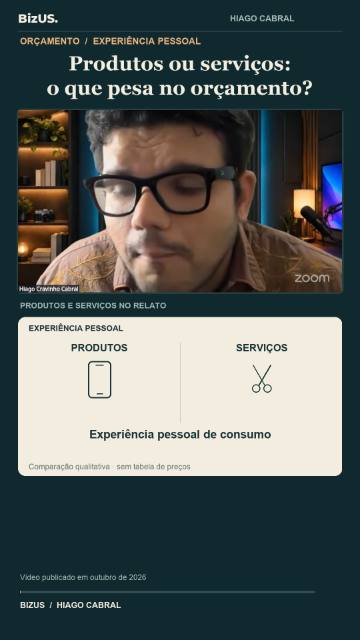 BizUS.
HIAGO CABRAL
ORÇAMENTO / EXPERIÊNCIA PESSOAL
Produtos ou serviços:
o que pesa no orçamento?
zoom
Hiago Cravinho Cabral
PRODUTOS E SERVIÇOS NO RELATO
EXPERIÊNCIA PESSOAL
PRODUTOS
SERVIÇOS
Experiência pessoal de consumo
Comparação qualitativa · sem tabela de preços
Vídeo publicado em outubro de 2026
BIZUS / HIAGO CABRAL